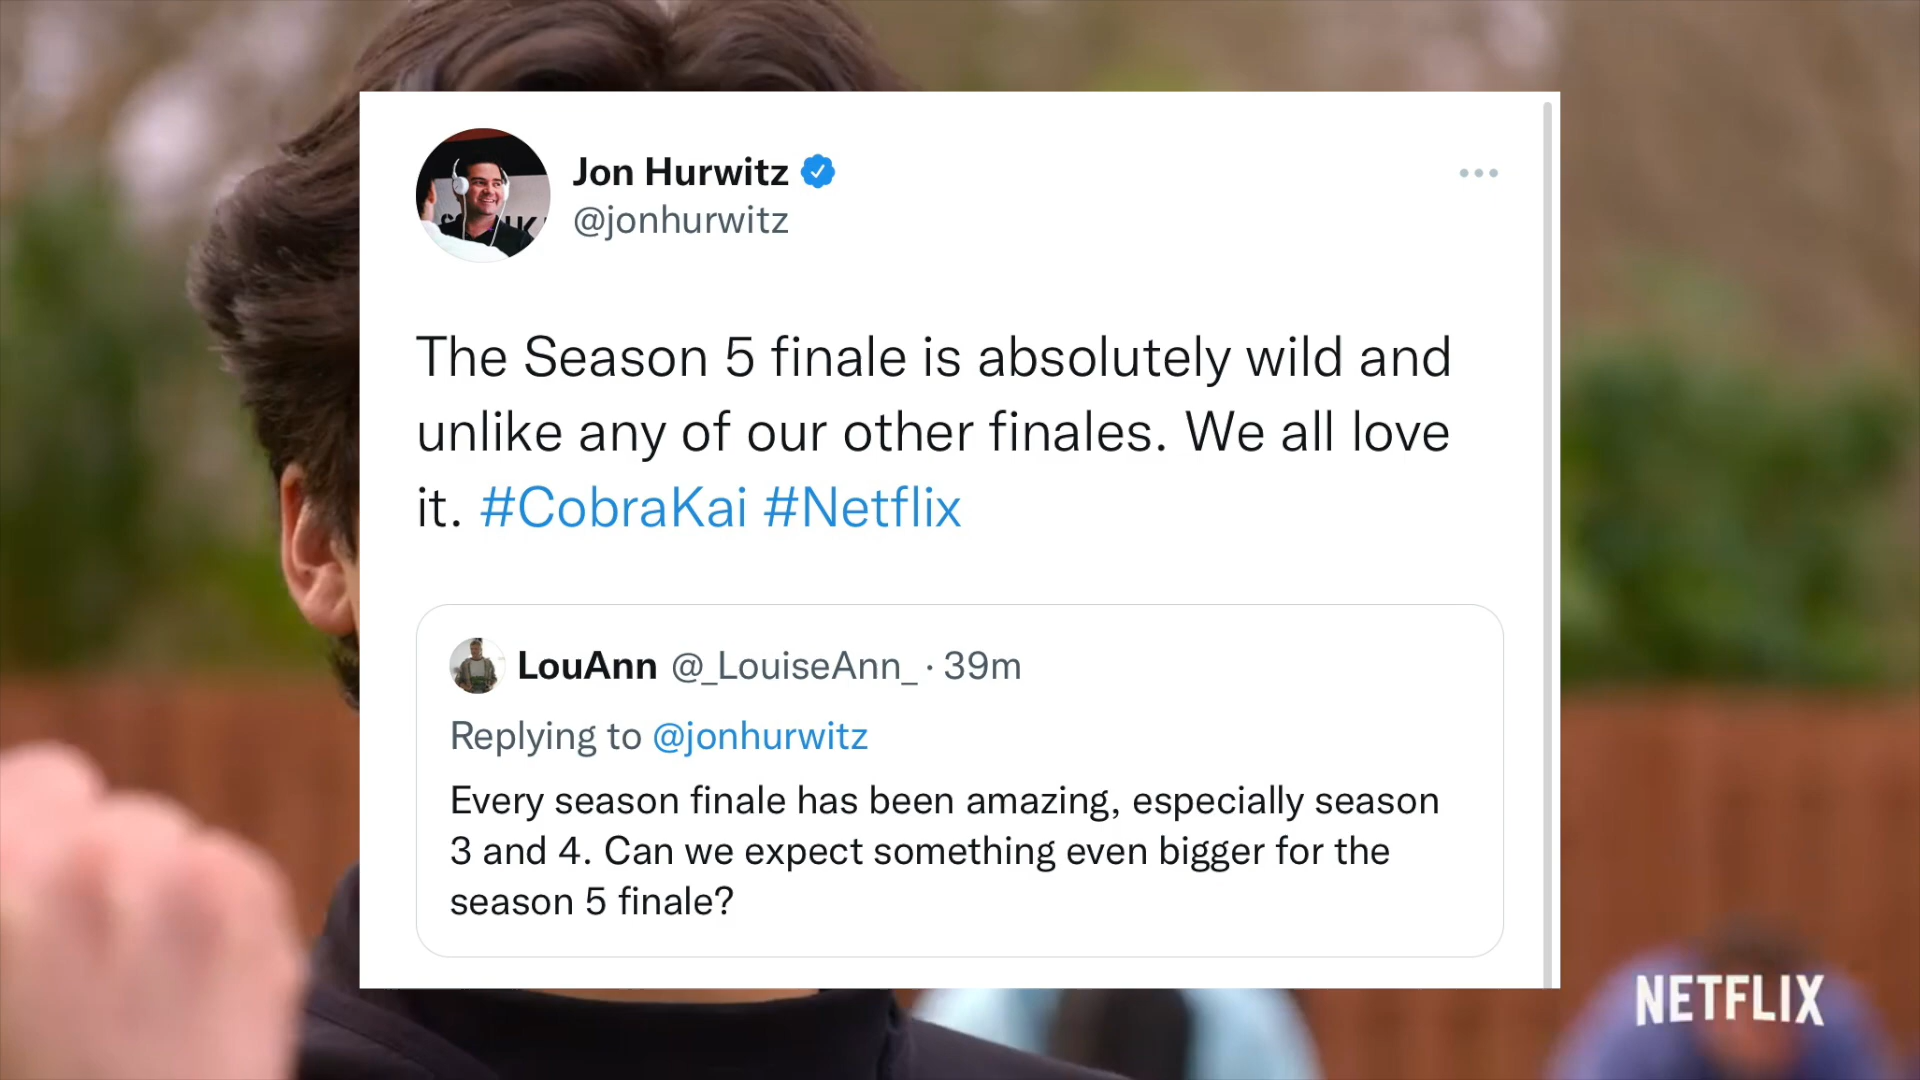 Jon Hurwitz
@jonhurwitz
The Season 5 finale is absolutely wild and
unlike any of our other finales. We all love
it. #CobraKai #Netflix
LouAnn @_LouiseAnn_ · 39m
Replying to @jonhurwitz
Every season finale has been amazing, especially season
3 and 4. Can we expect something even bigger for the
season 5 finale?
NETFLIX